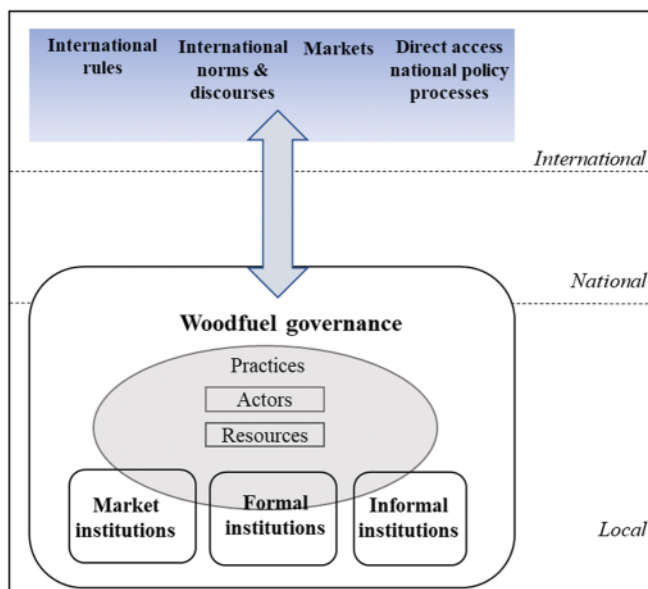 International
rules
International
norms &
discourses
Markets
Direct access
national policy
processes
International
National
Woodfuel governance
Practices
Actors
Resources
Market
institutions
Formal
institutions
Informal
institutions
Local